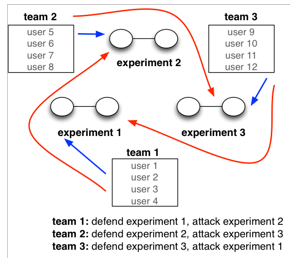 team 2
user 5
user 6
user 7
user 8
team 3
user 9
user 10
user 11
user 12
experiment 2
experiment 1
experiment 3
team 1
user 1
user 2
user 3
user 4
team 1: defend experiment 1, attack experiment 2
team 2: defend experiment 2, attack experiment 3
team 3: defend experiment 3, attack experiment 1